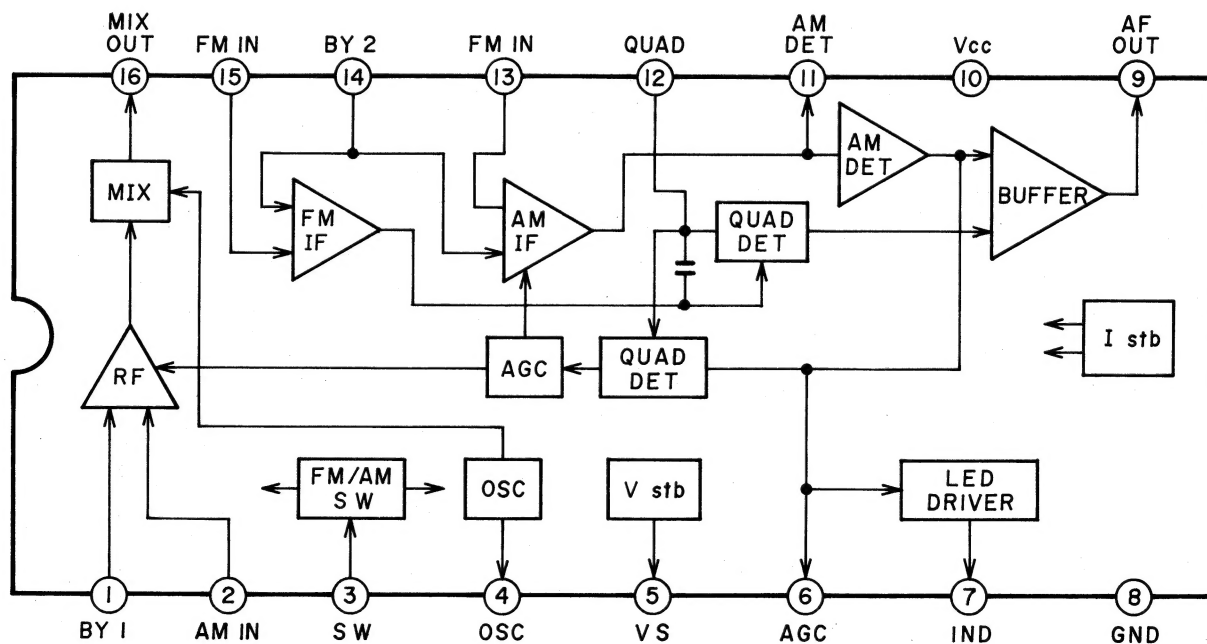 MIX
OUT
FM IN
BY 2
FM IN
QUAD
AM
DET
Vcc
AF
OUT
16
15
14
13
12
11
10
9
MIX
FM
IF
AM
IF
QUAD
DET
AM
DET
BUFFER
RF
AGC
QUAD
DET
I stb
FM/AM
SW
OSC
V stb
LED
DRIVER
1
2
3
4
5
6
7
8
BY 1
AM IN
SW
OSC
VS
AGC
IND
GND